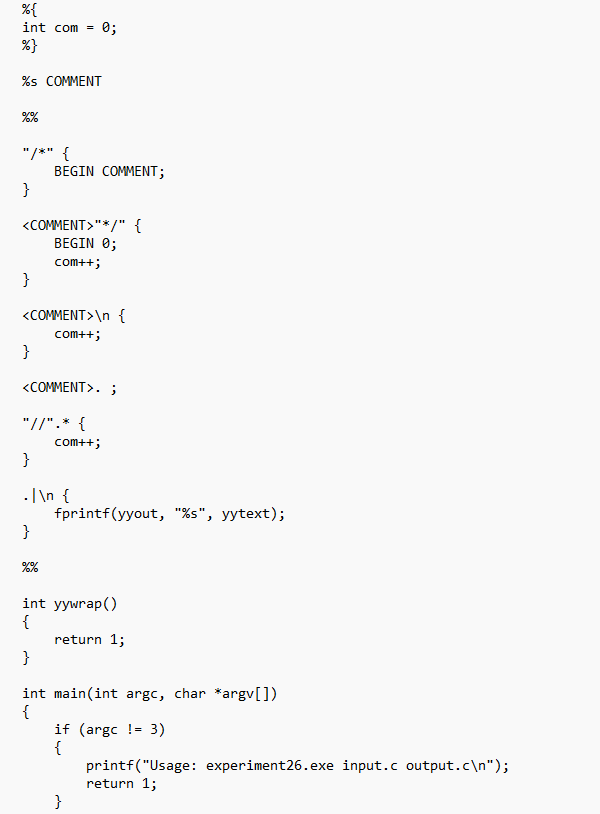 %{
int com = 0;
%}

%s COMMENT

%%

"/*" {
    BEGIN COMMENT;
}

<COMMENT>"*/" {
    BEGIN 0;
    com++;
}

<COMMENT>\n {
    com++;
}

<COMMENT>. ;

"//".* {
    com++;
}

.|\n {
    fprintf(yyout, "%s", yytext);
}

%%

int yywrap()
{
    return 1;
}

int main(int argc, char *argv[])
{
    if (argc != 3)
    {
        printf("Usage: experiment26.exe input.c output.c\n");
        return 1;
    }